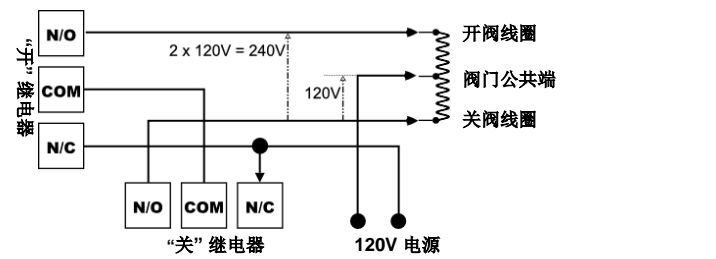 N/O
2 x 120V = 240V
开阀线圈
“开” 继电器
COM
120V
阀门公共端
N/C
关阀线圈
N/O
COM
N/C
“关” 继电器
120V 电源